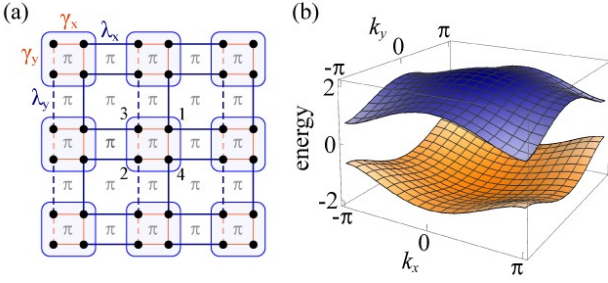 (a)
γx
λx
γy
π π π π π
π π π π π
λy
3 1
π π π π π
2 4
π π π π π
π π π π π
(b)
ky
π
0
-π
2
0
-2
energy
-π
0
π
kx